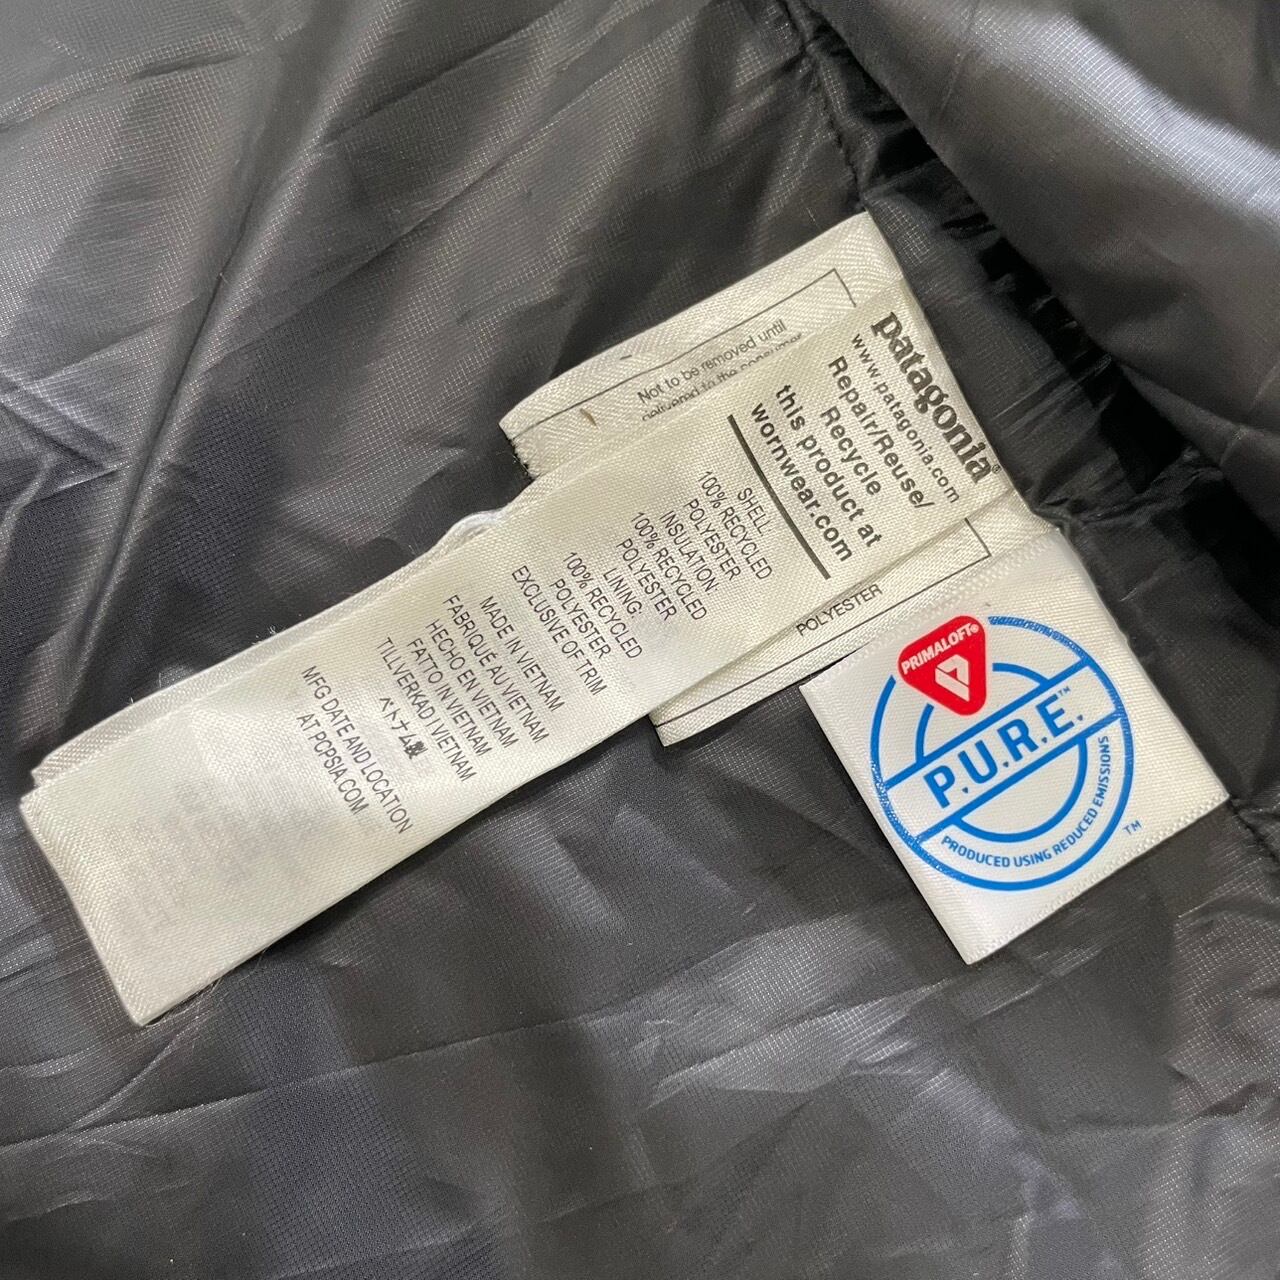 Not to be removed until
delivered to the consumer
patagonia®
www.patagonia.com
Repair/Reuse/
Recycle
this product at
wornwear.com
SHELL:
100% RECYCLED
POLYESTER
INSULATION:
100% RECYCLED
POLYESTER
LINING:
100% RECYCLED
POLYESTER
EXCLUSIVE OF TRIM
MADE IN VIETNAM
FABRIQUÉ AU VIETNAM
HECHO EN VIETNAM
FATTO IN VIETNAM
TILLVERKAD I VIETNAM
ベトナム製
MFG DATE AND LOCATION
AT POPSIA.COM
POLYESTER
PRIMALOFT®
P.U.R.E.™
PRODUCED USING REDUCED EMISSIONS
™